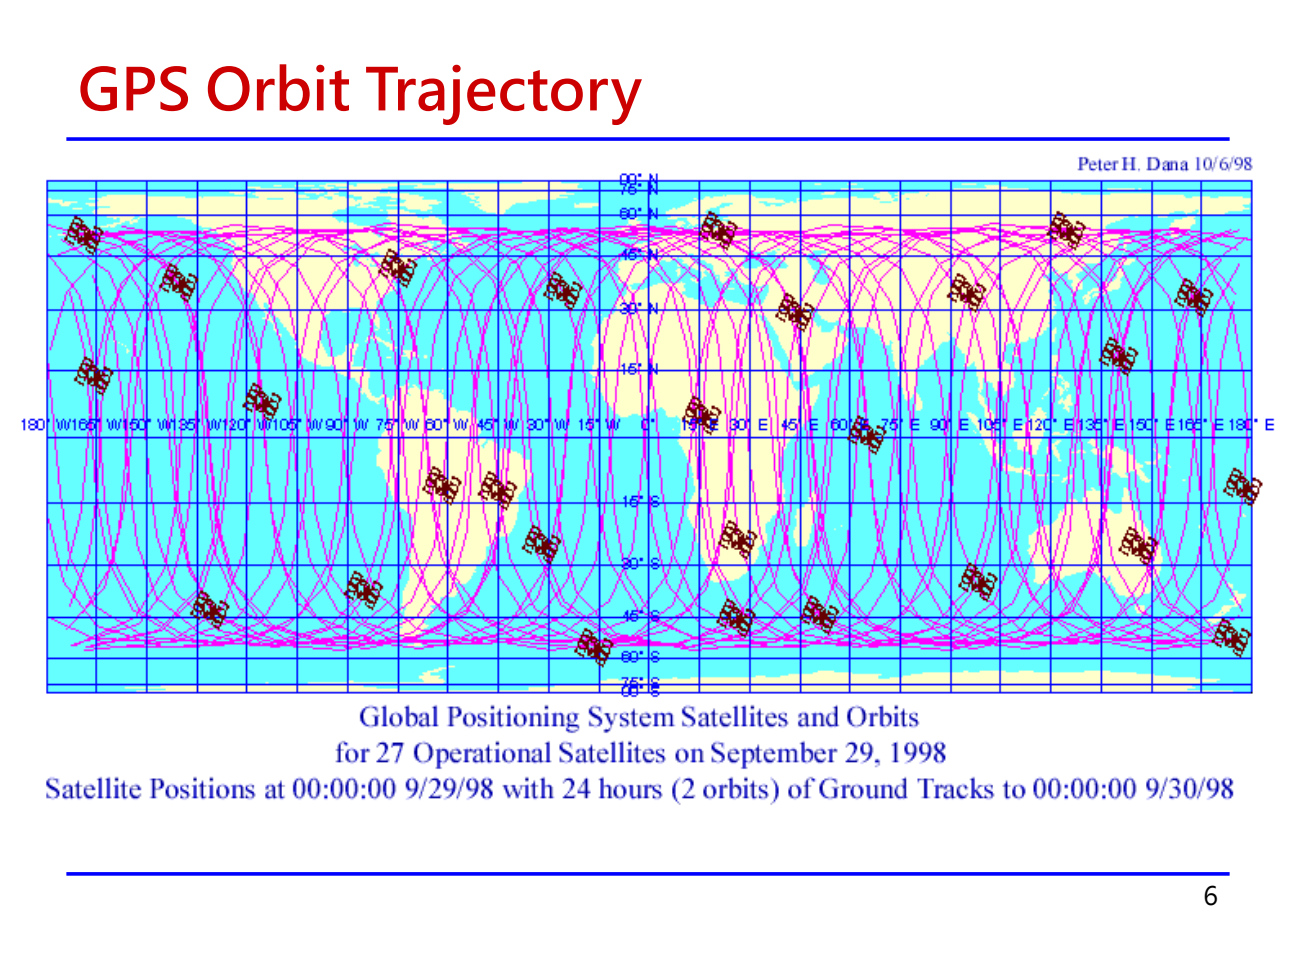 GPS Orbit Trajectory
Peter H. Dana 10/6/98
90° N
75° N
60° N
45° N
30° N
15° N
180° W 165° W 150° W 135° W 120° W 105° W 90° W 75° W 60° W 45° W 30° W 15° W 0° 15° E 30° E 45° E 60° E 75° E 90° E 105° E 120° E 135° E 150° E 165° E 180° E
15° S
30° S
45° S
60° S
75° S
90° S
Global Positioning System Satellites and Orbits
for 27 Operational Satellites on September 29, 1998
Satellite Positions at 00:00:00 9/29/98 with 24 hours (2 orbits) of Ground Tracks to 00:00:00 9/30/98
6